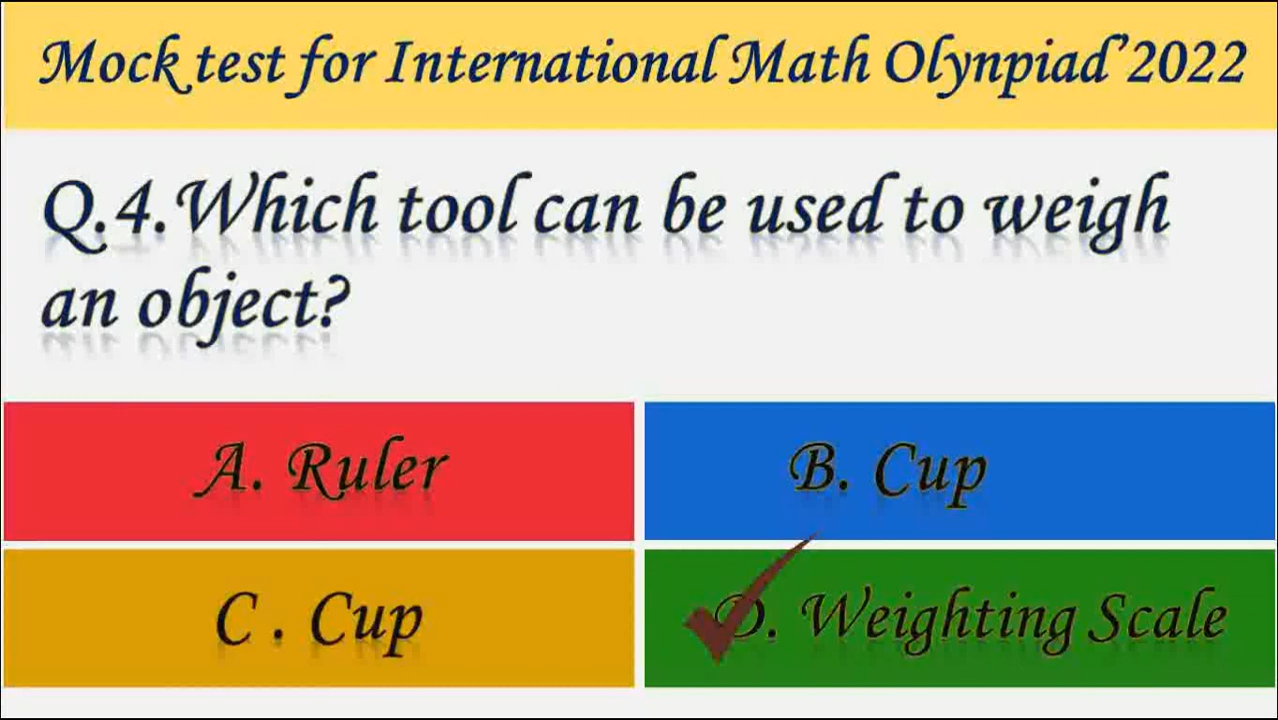 Mock test for International Math Olynpiad'2022
Q.4.Which tool can be used to weigh
an object?
A. Ruler
B. Cup
C . Cup
D. Weighting Scale